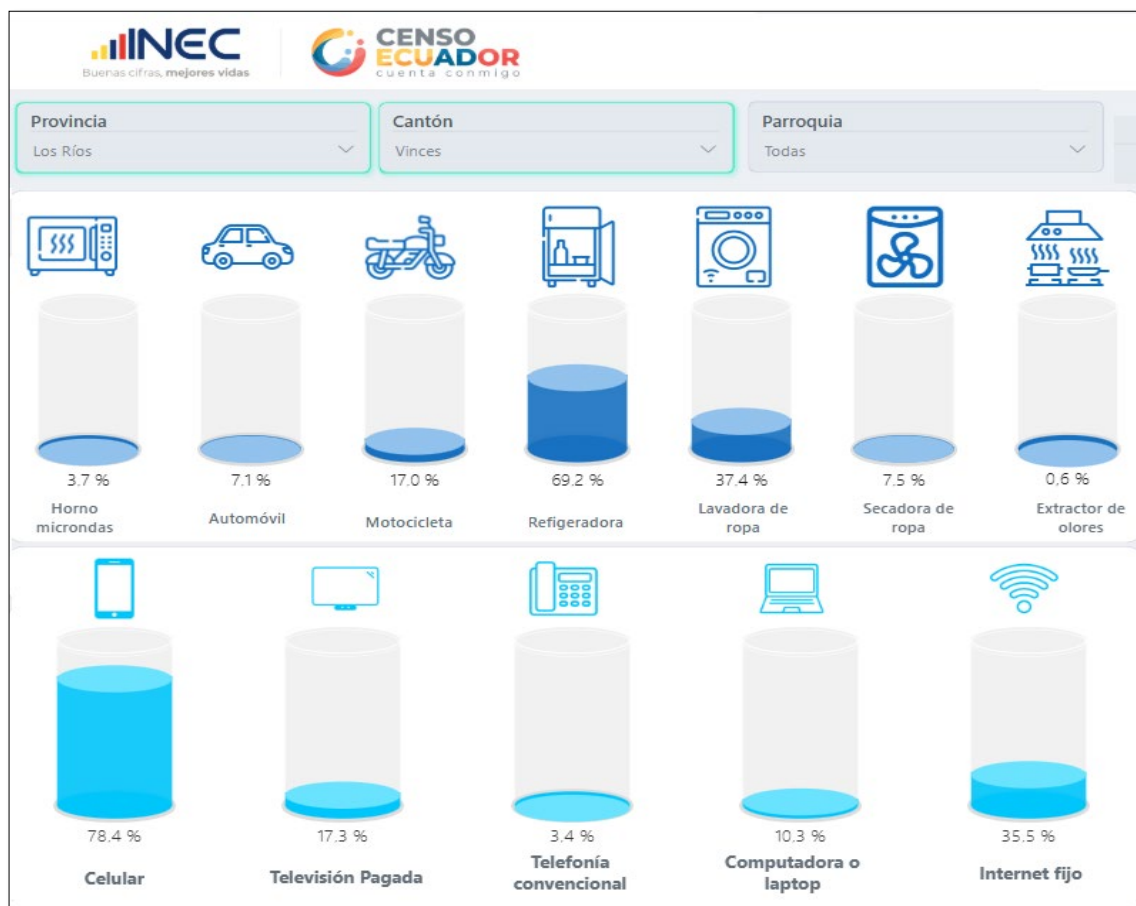 INEC
Buenas cifras, mejores vidas
CENSO
ECUADOR
cuenta conmigo
Provincia
Los Ríos
Cantón
Vinces
Parroquia
Todas
3.7 %
7.1 %
17.0 %
69.2 %
37.4 %
7.5 %
0.6 %
Horno
microndas
Automóvil
Motocicleta
Refigeradora
Lavadora de
ropa
Secadora de
ropa
Extractor de
olores
78.4 %
17.3 %
3.4 %
10.3 %
35.5 %
Celular
Televisión Pagada
Telefonía
convencional
Computadora o
laptop
Internet fijo